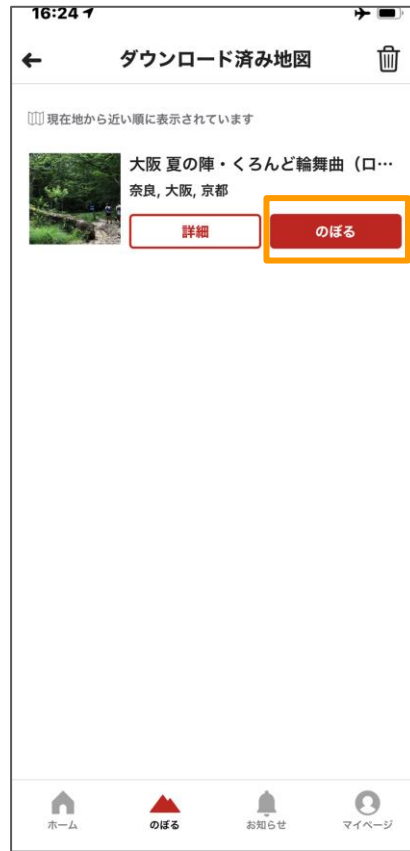 16:24
ダウンロード済み地図
現在地から近い順に表示されています
大阪 夏の陣・くろんど輪舞曲（ロ…
奈良, 大阪, 京都
詳細
のぼる
ホーム
のぼる
お知らせ
マイページ